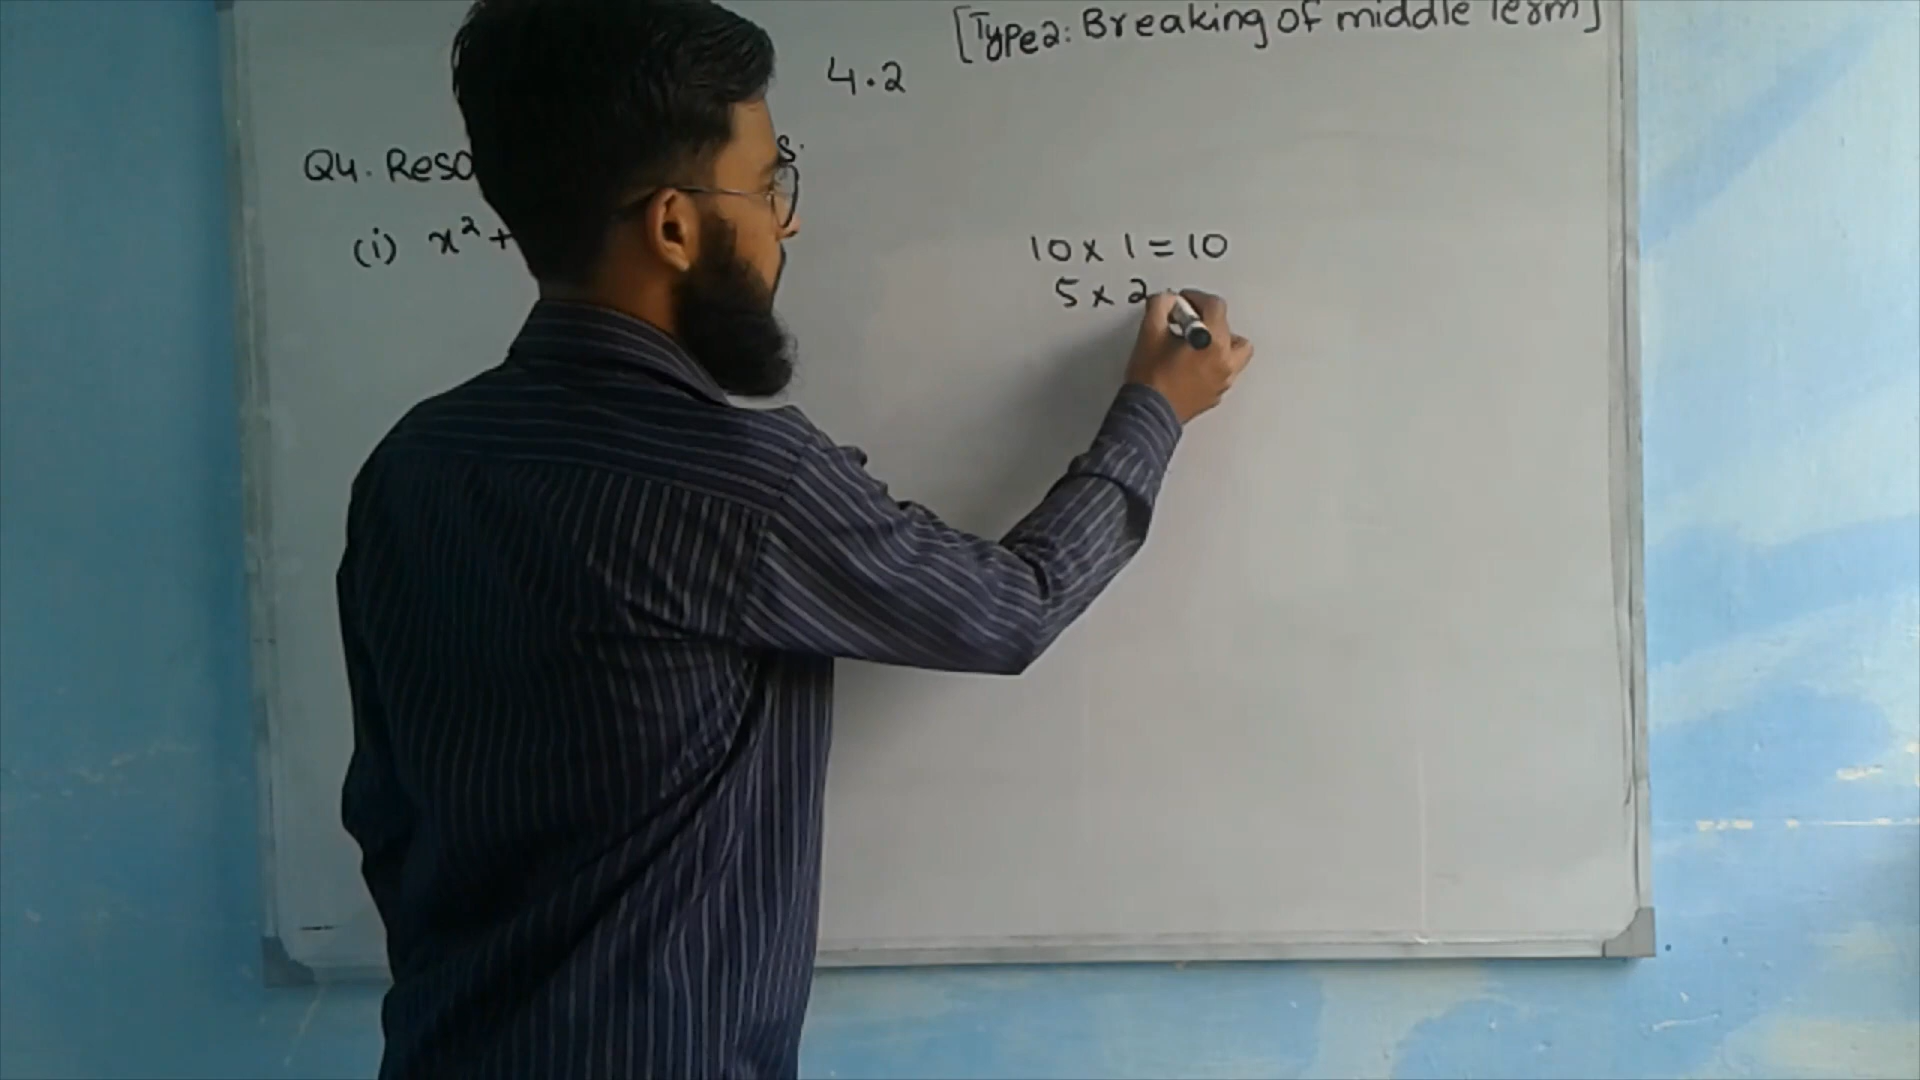 [Type2: Breaking of middle Term]
4.2
Q4. Reso s.
(i) x² +
10 x 1 = 10
5 x 2